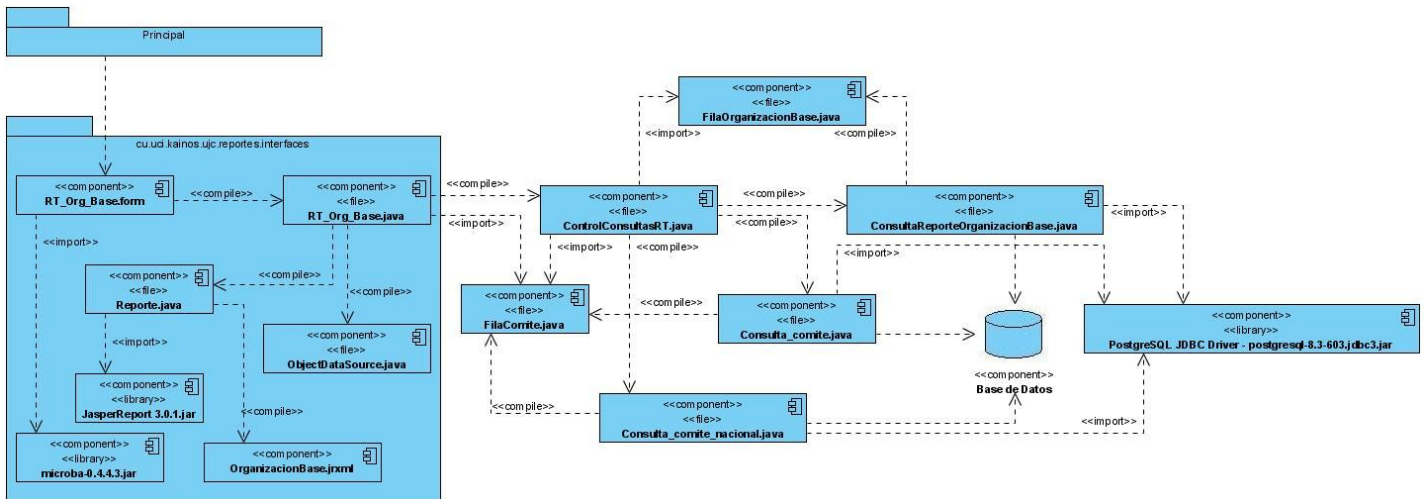 Principal
cu.uci.kainos.ujc.reportes.interfaces
<<component>>
RT_Org_Base.form
<<compile>>
<<component>>
<<file>>
RT_Org_Base.java
<<import>>
<<compile>>
<<component>>
<<file>>
Reporte.java
<<import>>
<<compile>>
<<component>>
<<file>>
ObjectDataSource.java
<<component>>
<<library>>
JasperReport 3.0.1.jar
<<component>>
<<library>>
microba-0.4.4.3.jar
<<component>>
OrganizacionBase.jrxml
<<compile>>
<<import>>
<<component>>
<<file>>
FilaOrganizacionBase.java
<<import>>
<<compile>>
<<component>>
<<file>>
ControlConsultasRT.java
<<compile>>
<<compile>>
<<component>>
<<file>>
ConsultaReporteOrganizacionBase.java
<<import>>
<<import>>
<<compile>>
<<import>>
<<component>>
<<file>>
FilaComite.java
<<compile>>
<<component>>
<<file>>
Consulta_comite.java
<<component>>
Base de Datos
<<component>>
<<library>>
PostgreSQL JDBC Driver - postgresql-8.3-603.jdbc3.jar
<<compile>>
<<component>>
<<file>>
Consulta_comite_nacional.java
<<import>>